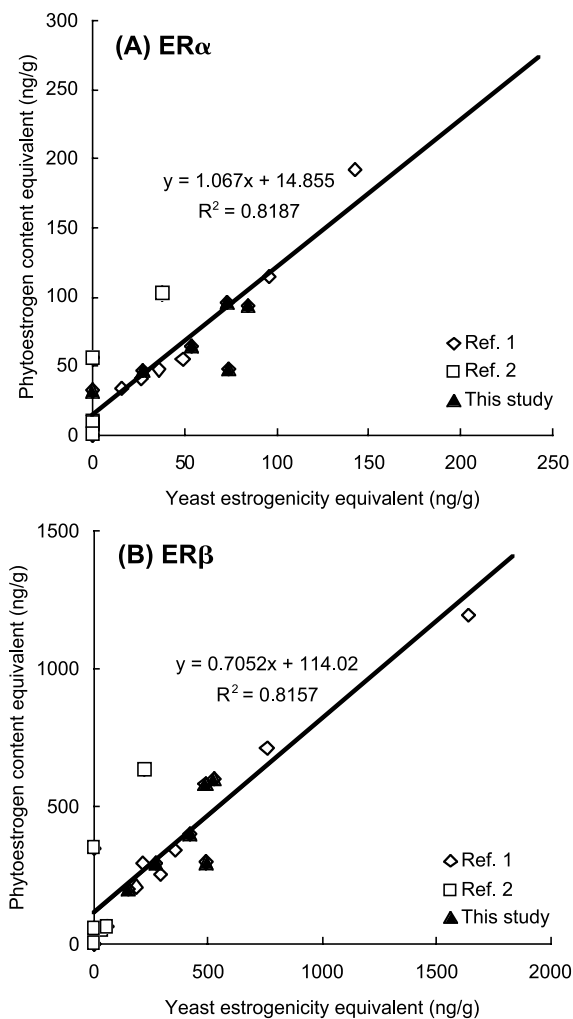 (A) ERα
Phytoestrogen content equivalent (ng/g)
300
250
200
150
100
50
0
y = 1.067x + 14.855
R² = 0.8187
Ref. 1
Ref. 2
This study
0 50 100 150 200 250
Yeast estrogenicity equivalent (ng/g)
(B) ERβ
Phytoestrogen content equivalent (ng/g)
1500
1000
500
0
y = 0.7052x + 114.02
R² = 0.8157
Ref. 1
Ref. 2
This study
0 500 1000 1500 2000
Yeast estrogenicity equivalent (ng/g)